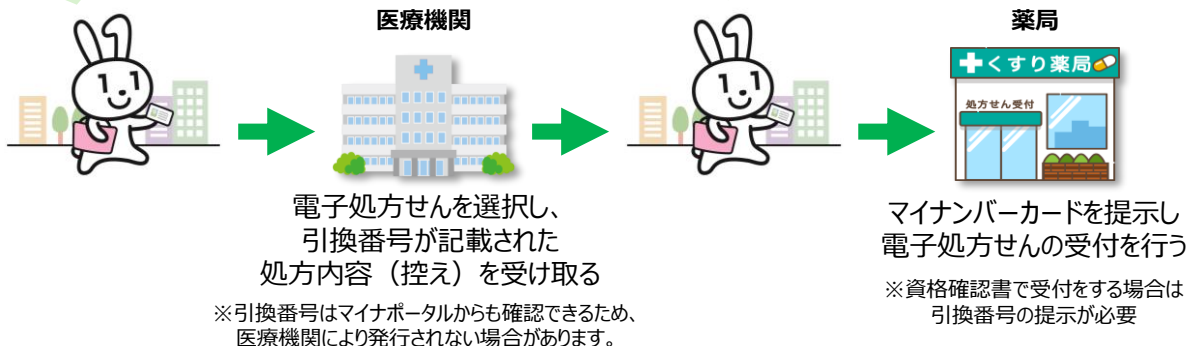 医療機関
電子処方せんを選択し、
引換番号が記載された
処方内容（控え）を受け取る
※引換番号はマイナポータルからも確認できるため、
医療機関により発行されない場合があります。
薬局
くすり薬局
処方せん受付
マイナンバーカードを提示し
電子処方せんの受付を行う
※資格確認書で受付をする場合は
引換番号の提示が必要